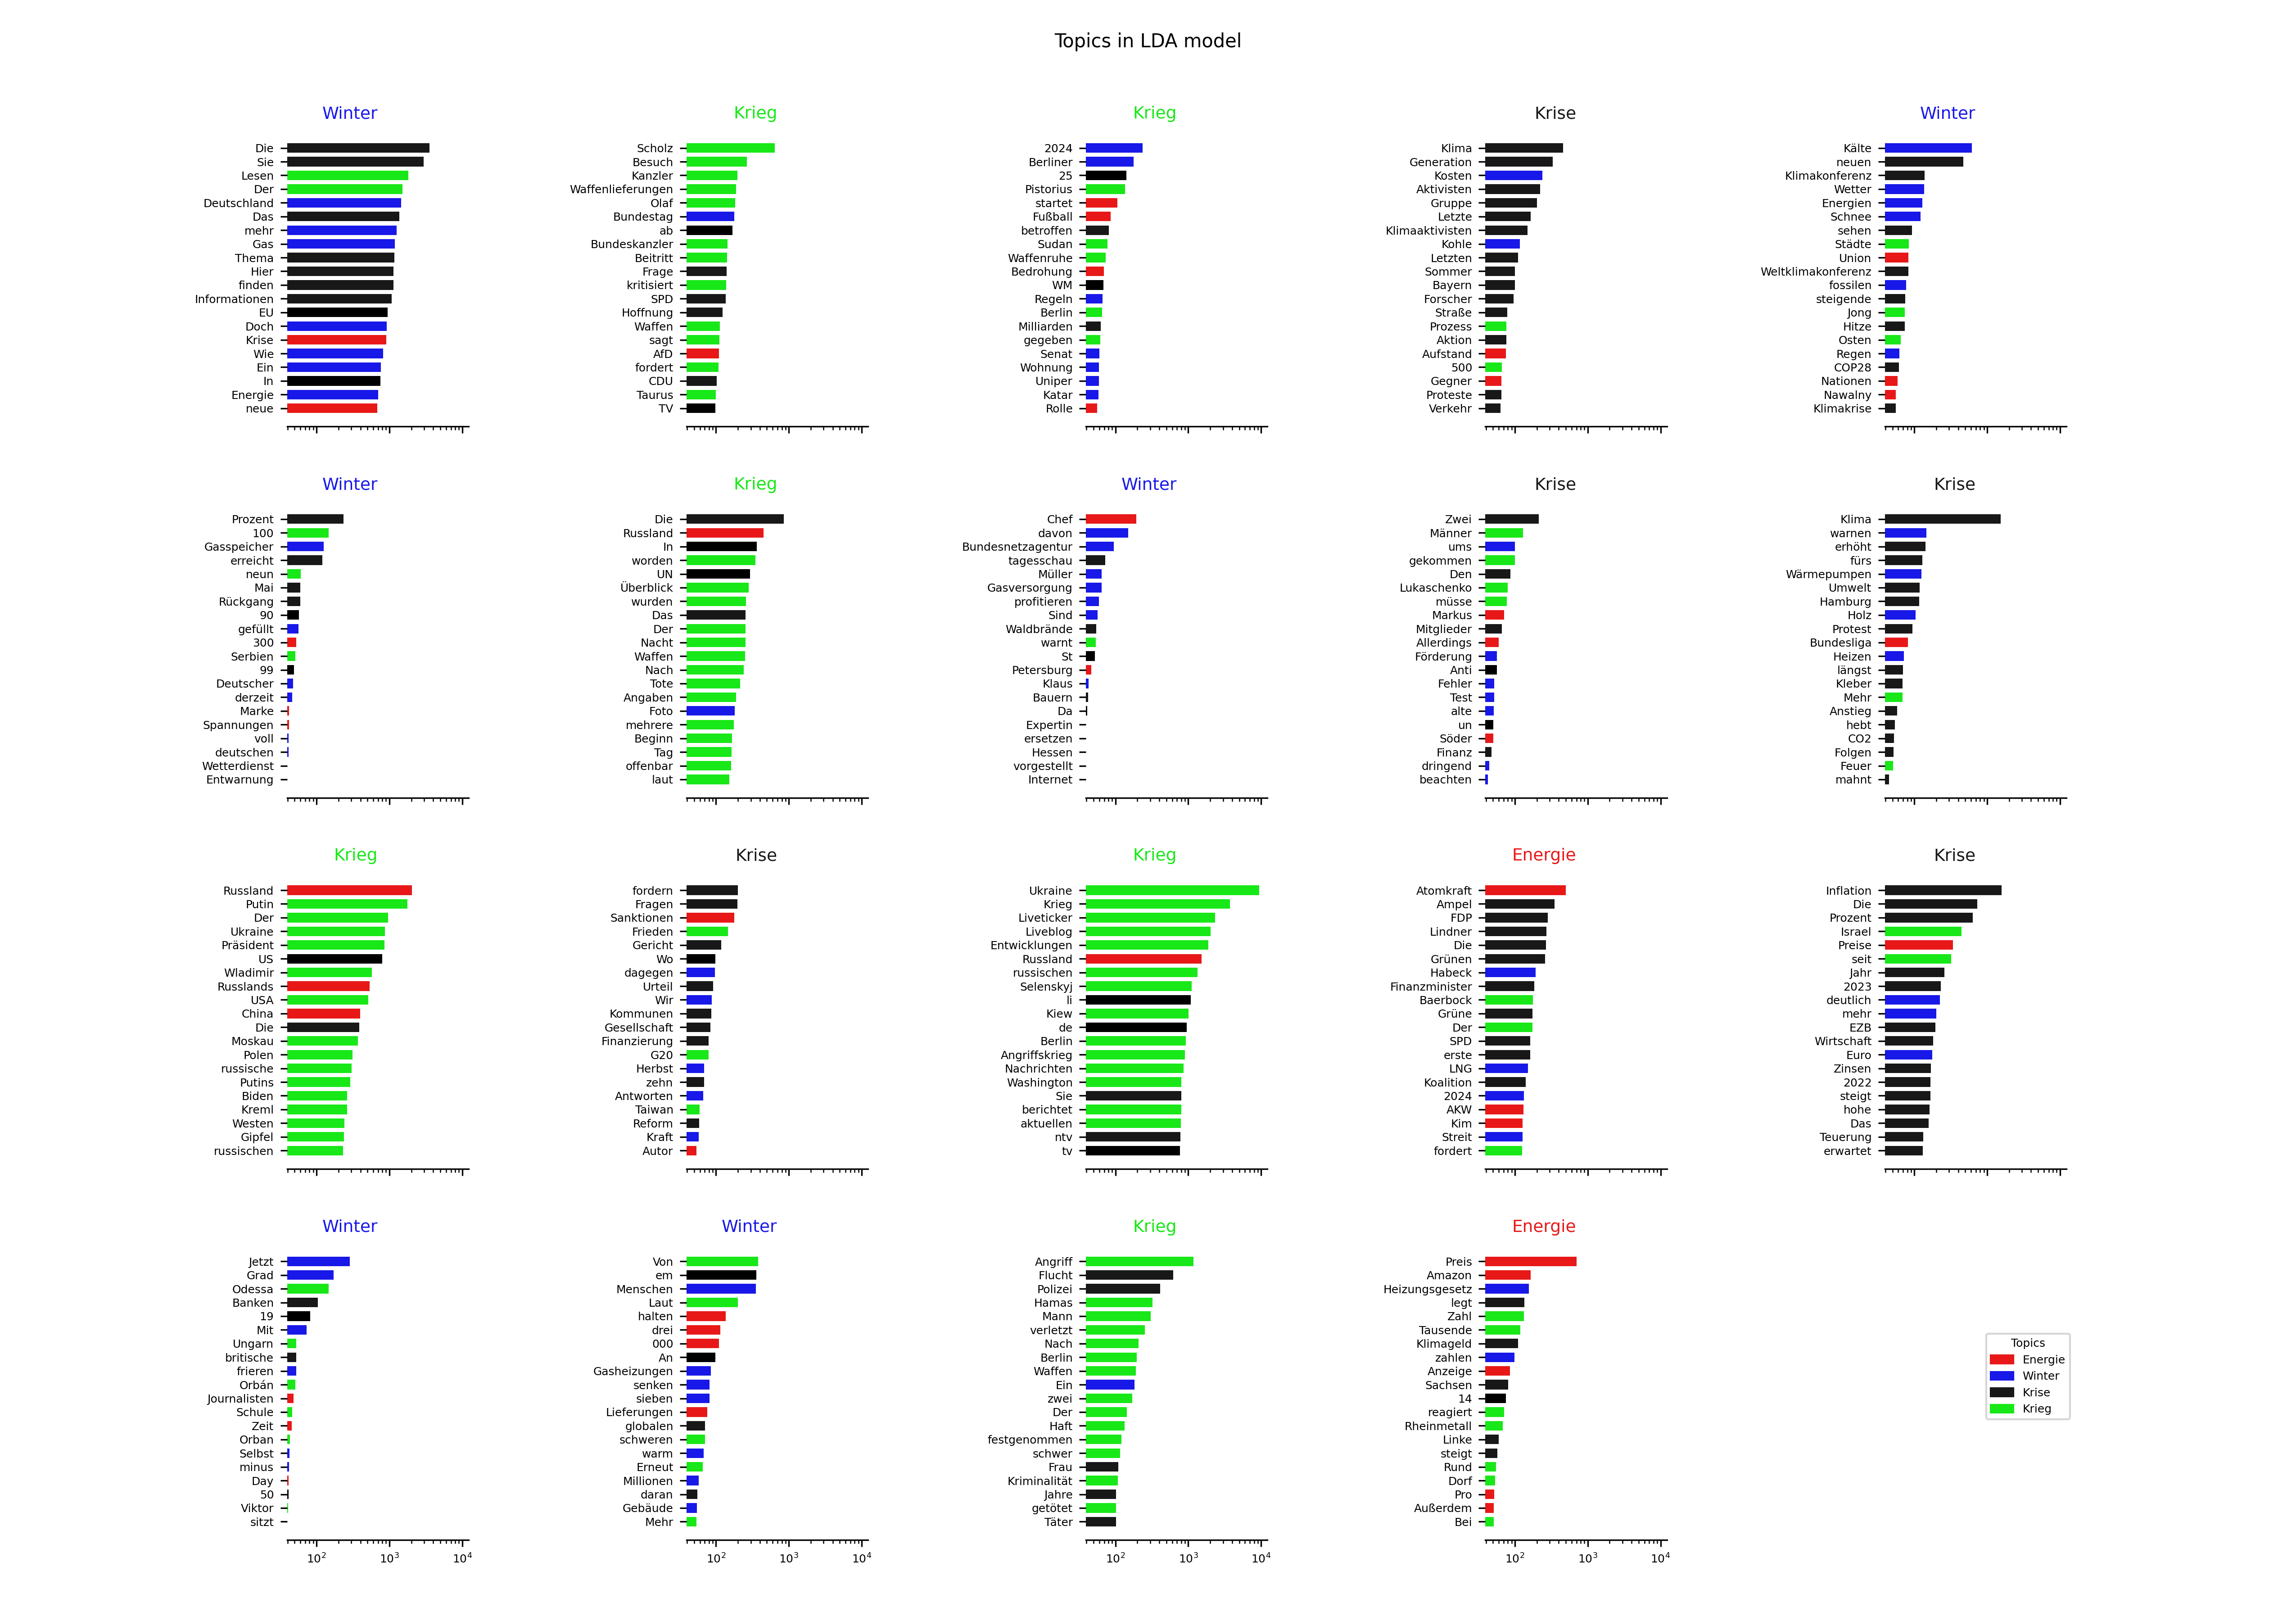 Topics in LDA model
Winter
Die
Sie
Lesen
Der
Deutschland
Das
mehr
Gas
Thema
Hier
finden
Informationen
EU
Doch
Krise
Wie
Ein
In
Energie
neue
Krieg
Scholz
Besuch
Kanzler
Waffenlieferungen
Olaf
Bundestag
ab
Bundeskanzler
Beitritt
Frage
kritisiert
SPD
Hoffnung
Waffen
sagt
AfD
fordert
CDU
Taurus
TV
Krieg
2024
Berliner
25
Pistorius
startet
Fußball
betroffen
Sudan
Waffenruhe
Bedrohung
WM
Regeln
Berlin
Milliarden
gegeben
Senat
Wohnung
Uniper
Katar
Rolle
Krise
Klima
Generation
Kosten
Aktivisten
Gruppe
Letzte
Klimaaktivisten
Kohle
Letzten
Sommer
Bayern
Forscher
Straße
Prozess
Aktion
Aufstand
500
Gegner
Proteste
Verkehr
Winter
Kälte
neuen
Klimakonferenz
Wetter
Energien
Schnee
sehen
Städte
Union
Weltklimakonferenz
fossilen
steigende
Jong
Hitze
Osten
Regen
COP28
Nationen
Nawalny
Klimakrise
Winter
Prozent
100
Gasspeicher
erreicht
neun
Mai
Rückgang
90
gefüllt
300
Serbien
99
Deutscher
derzeit
Marke
Spannungen
voll
deutschen
Wetterdienst
Entwarnung
Krieg
Die
Russland
In
worden
UN
Überblick
wurden
Das
Der
Nacht
Waffen
Nach
Tote
Angaben
Foto
mehrere
Beginn
Tag
offenbar
laut
Winter
Chef
davon
Bundesnetzagentur
tagesschau
Müller
Gasversorgung
profitieren
Sind
Waldbrände
warnt
St
Petersburg
Klaus
Bauern
Da
Expertin
ersetzen
Hessen
vorgestellt
Internet
Krise
Zwei
Männer
ums
gekommen
Den
Lukaschenko
müsse
Markus
Mitglieder
Allerdings
Förderung
Anti
Fehler
Test
alte
un
Söder
Finanz
dringend
beachten
Krise
Klima
warnen
erhöht
fürs
Wärmepumpen
Umwelt
Hamburg
Holz
Protest
Bundesliga
Heizen
längst
Kleber
Mehr
Anstieg
hebt
CO2
Folgen
Feuer
mahnt
Krieg
Russland
Putin
Der
Ukraine
Präsident
US
Wladimir
Russlands
USA
China
Die
Moskau
Polen
russische
Putins
Biden
Kreml
Westen
Gipfel
russischen
Krise
fordern
Fragen
Sanktionen
Frieden
Gericht
Wo
dagegen
Urteil
Wir
Kommunen
Gesellschaft
Finanzierung
G20
Herbst
zehn
Antworten
Taiwan
Reform
Kraft
Autor
Krieg
Ukraine
Krieg
Liveticker
Liveblog
Entwicklungen
Russland
russischen
Selenskyj
li
Kiew
de
Berlin
Angriffskrieg
Nachrichten
Washington
Sie
berichtet
aktuellen
ntv
tv
Energie
Atomkraft
Ampel
FDP
Lindner
Die
Grünen
Habeck
Finanzminister
Baerbock
Grüne
Der
SPD
erste
LNG
Koalition
2024
AKW
Kim
Streit
fordert
Krise
Inflation
Die
Prozent
Israel
Preise
seit
Jahr
2023
deutlich
mehr
EZB
Wirtschaft
Euro
Zinsen
2022
steigt
hohe
Das
Teuerung
erwartet
Winter
Jetzt
Grad
Odessa
Banken
19
Mit
Ungarn
britische
frieren
Orbán
Journalisten
Schule
Zeit
Orban
Selbst
minus
Day
50
Viktor
sitzt
10² 10³ 10⁴
Winter
Von
em
Menschen
Laut
halten
drei
000
An
Gasheizungen
senken
sieben
Lieferungen
globalen
schweren
warm
Erneut
Millionen
daran
Gebäude
Mehr
10² 10³ 10⁴
Krieg
Angriff
Flucht
Polizei
Hamas
Mann
verletzt
Nach
Berlin
Waffen
Ein
zwei
Der
Haft
festgenommen
schwer
Frau
Kriminalität
Jahre
getötet
Täter
10² 10³ 10⁴
Energie
Preis
Amazon
Heizungsgesetz
legt
Zahl
Tausende
Klimageld
zahlen
Anzeige
Sachsen
14
reagiert
Rheinmetall
Linke
steigt
Rund
Dorf
Pro
Außerdem
Bei
10² 10³ 10⁴
Topics
Energie
Winter
Krise
Krieg